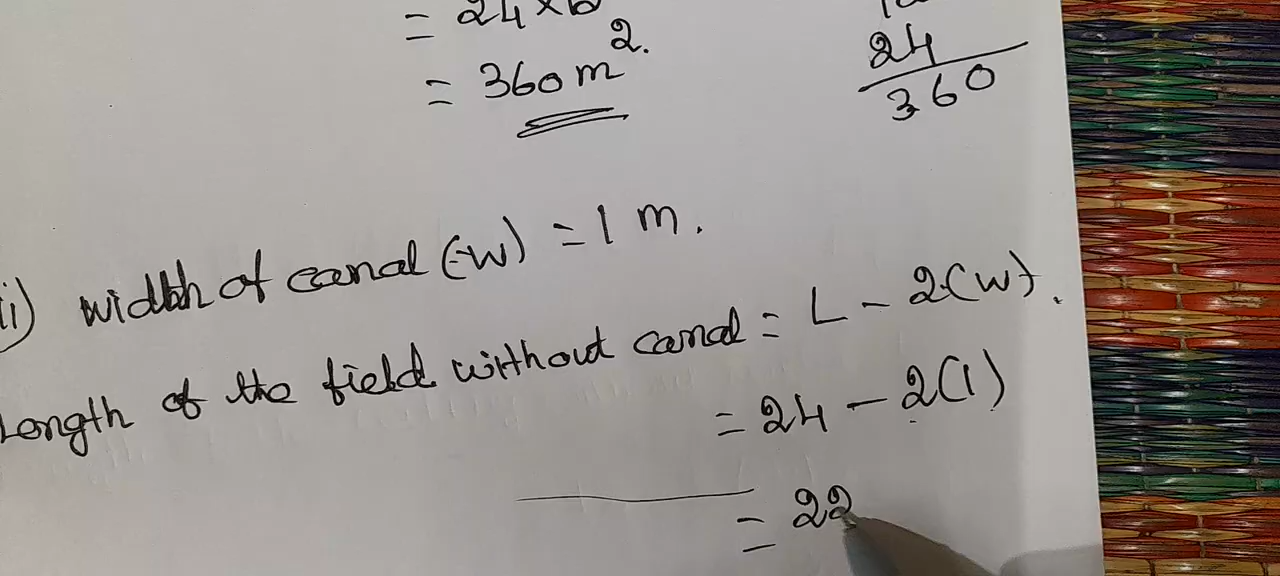 = 24 ×
= 360 m².
24
360
i) width of canal (w) = 1 m.
Length of the field without canal = L - 2(w).
= 24 - 2(1)
= 22